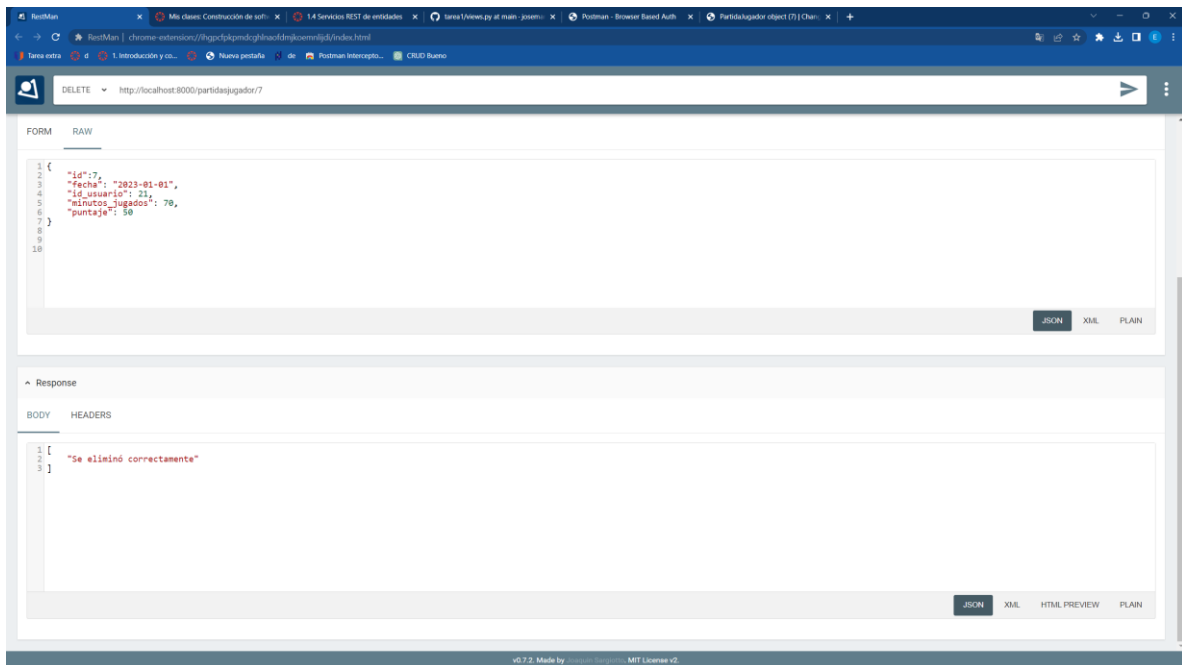 RestMan
Mis clases: Construcción de softw
1.4 Servicios REST de entidades
tarea1/views.py at main · josema
Postman - Browser Based Auth
PartidaJugador object (7) | Chang
RestMan | chrome-extension://ihgpcfpkpmdcghlnaofdmjkoemnlijdi/index.html
E
Tarea extra
d
1. Introducción y co...
Nueva pestaña
de
Postman Intercepto...
CRUD Bueno
DELETE
http://localhost:8000/partidasjugador/7
FORM
RAW
1 {
2 "id":7,
3 "fecha": "2023-01-01",
4 "id_usuario": 21,
5 "minutos_jugados": 70,
6 "puntaje": 50
7 }
8
9
10
JSON
XML
PLAIN
Response
BODY
HEADERS
1 [
2 "Se eliminó correctamente"
3 ]
JSON
XML
HTML PREVIEW
PLAIN
v0.7.2. Made by Joaquin Sargiotto. MIT License v2.